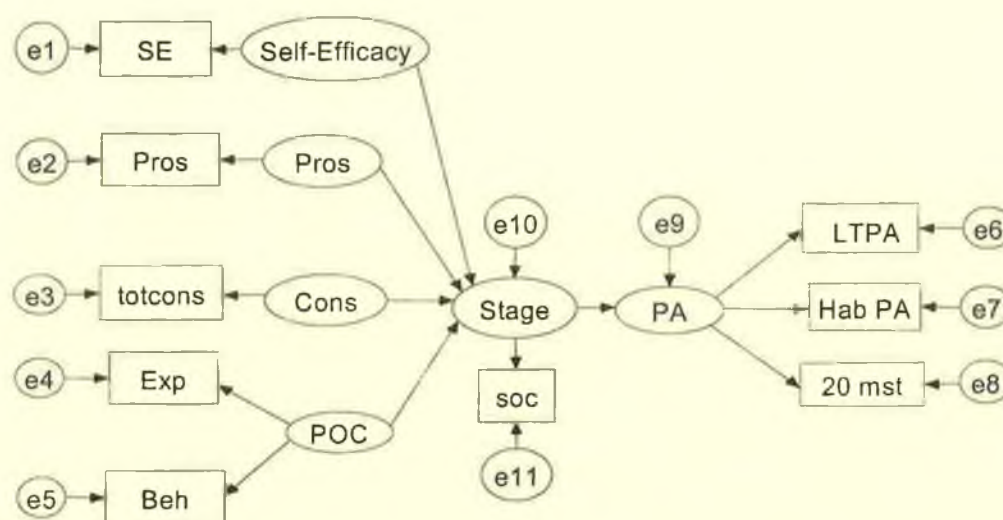 e1
SE
Self-Efficacy
e2
Pros
Pros
e10
e9
LTPA
e6
e3
totcons
Cons
Stage
PA
Hab PA
e7
e4
Exp
soc
20 mst
e8
POC
e11
e5
Beh